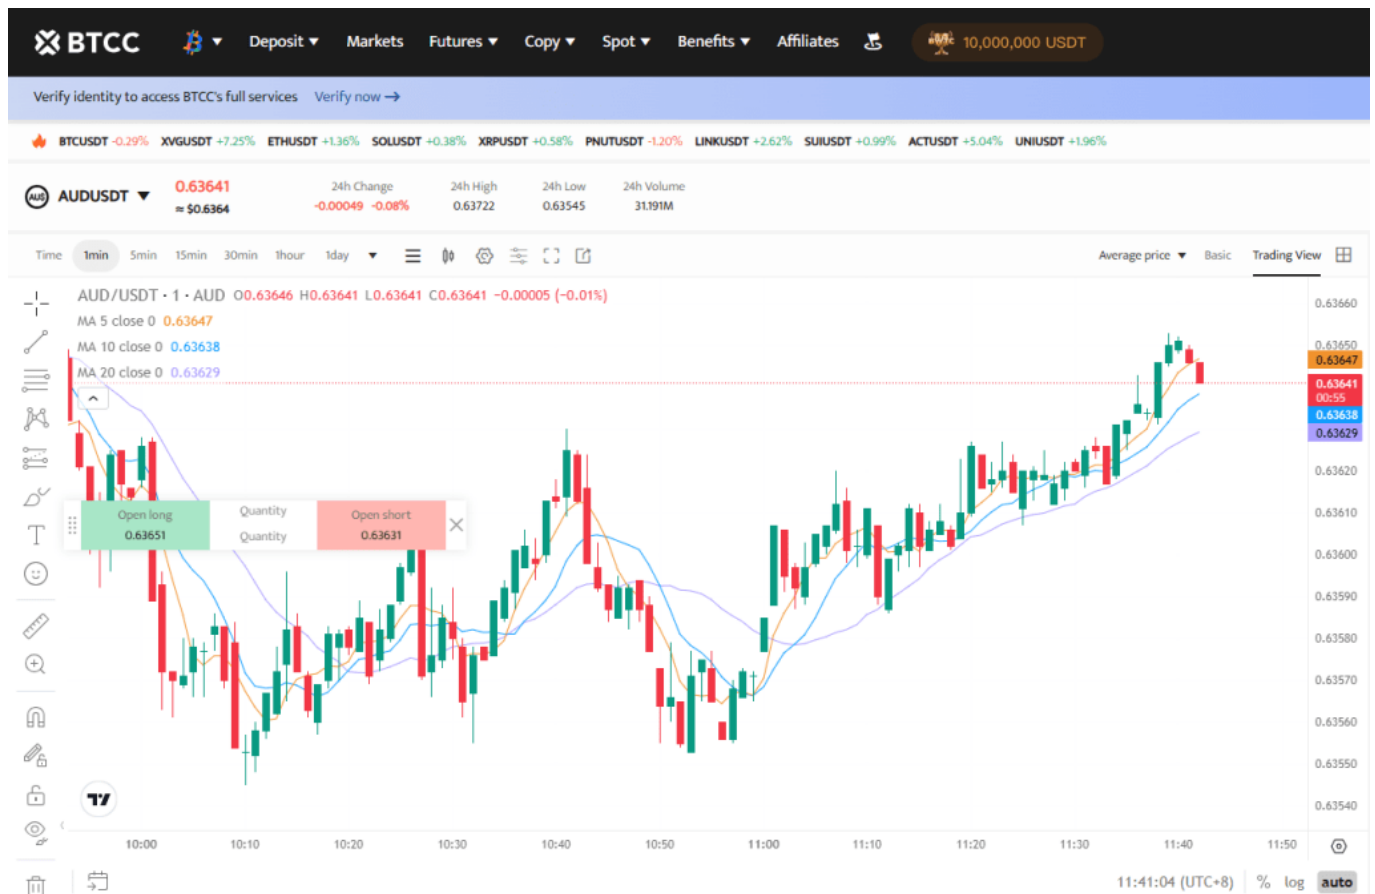 BTCC Deposit Markets Futures Copy Spot Benefits Affiliates 10,000,000 USDT
Verify identity to access BTCC's full services Verify now →
BTCUSDT -0.29% XVGUSDT +7.25% ETHUSDT +1.36% SOLUSDT +0.38% XRPUSDT +0.58% PNUTUSDT -1.20% LINKUSDT +2.62% SUIUSDT +0.99% ACTUSDT +5.04% UNIUSDT +1.96%
AU$ AUDUSDT
0.63641
≈ $0.6364
24h Change
-0.00049 -0.08%
24h High
0.63722
24h Low
0.63545
24h Volume
31.191M
Time 1min 5min 15min 30min 1hour 1day Average price Basic Trading View
AUD/USDT · 1 · AUD O0.63646 H0.63641 L0.63641 C0.63641 −0.00005 (−0.01%)
MA 5 close 0 0.63647
MA 10 close 0 0.63638
MA 20 close 0 0.63629
Open long
0.63651
Quantity
Quantity
Open short
0.63631
0.63660
0.63650
0.63647
0.63641
00:55
0.63638
0.63629
0.63620
0.63610
0.63600
0.63590
0.63580
0.63570
0.63560
0.63550
0.63540
10:00 10:10 10:20 10:30 10:40 10:50 11:00 11:10 11:20 11:30 11:40 11:50
11:41:04 (UTC+8) % log auto